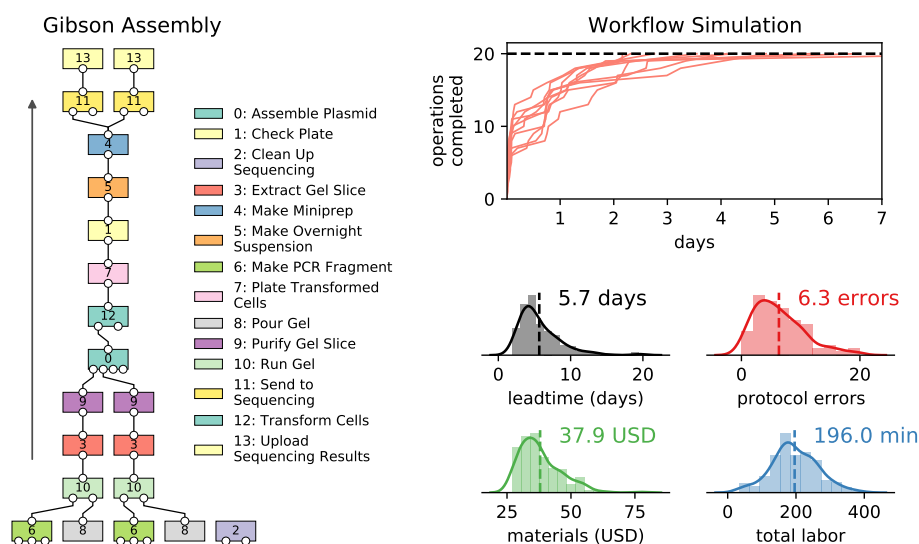 Gibson Assembly
13 13
11 11
4
5
1
7
12
0
9 9
3 3
10 10
6 8 6 8 2
0: Assemble Plasmid
1: Check Plate
2: Clean Up
Sequencing
3: Extract Gel Slice
4: Make Miniprep
5: Make Overnight
Suspension
6: Make PCR Fragment
7: Plate Transformed
Cells
8: Pour Gel
9: Purify Gel Slice
10: Run Gel
11: Send to
Sequencing
12: Transform Cells
13: Upload
Sequencing Results
Workflow Simulation
operations
completed
20
10
0
1 2 3 4 5 6 7
days
5.7 days
0 10 20
leadtime (days)
6.3 errors
0 20
protocol errors
37.9 USD
25 50 75
materials (USD)
196.0 min
0 200 400
total labor